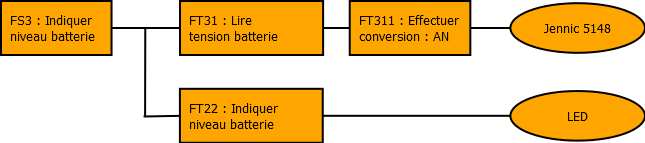 FS3 : Indiquer
niveau batterie
FT31 : Lire
tension batterie
FT311 : Effectuer
conversion : AN
Jennic 5148
FT22 : Indiquer
niveau batterie
LED